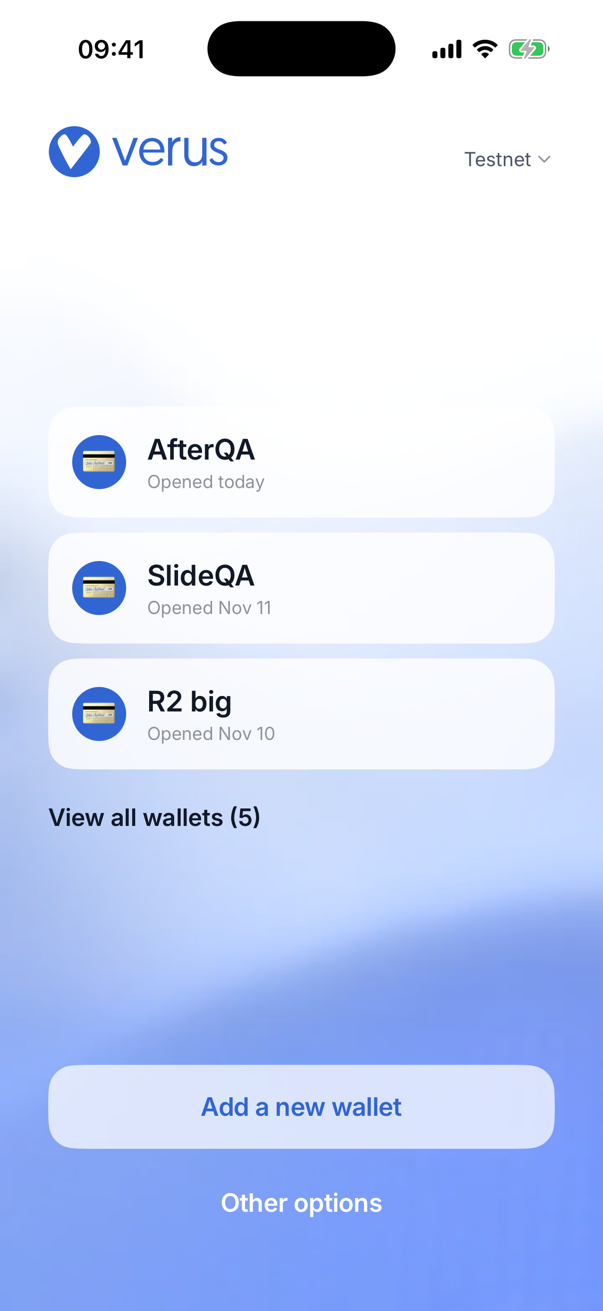 09:41
verus
Testnet
AfterQA
Opened today
SlideQA
Opened Nov 11
R2 big
Opened Nov 10
View all wallets (5)
Add a new wallet
Other options